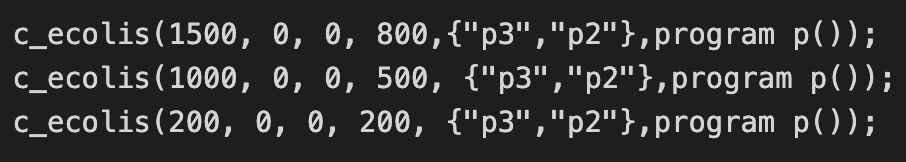 c_ecolis(1500, 0, 0, 800,{"p3","p2"},program p());
c_ecolis(1000, 0, 0, 500, {"p3","p2"},program p());
c_ecolis(200, 0, 0, 200, {"p3","p2"},program p());